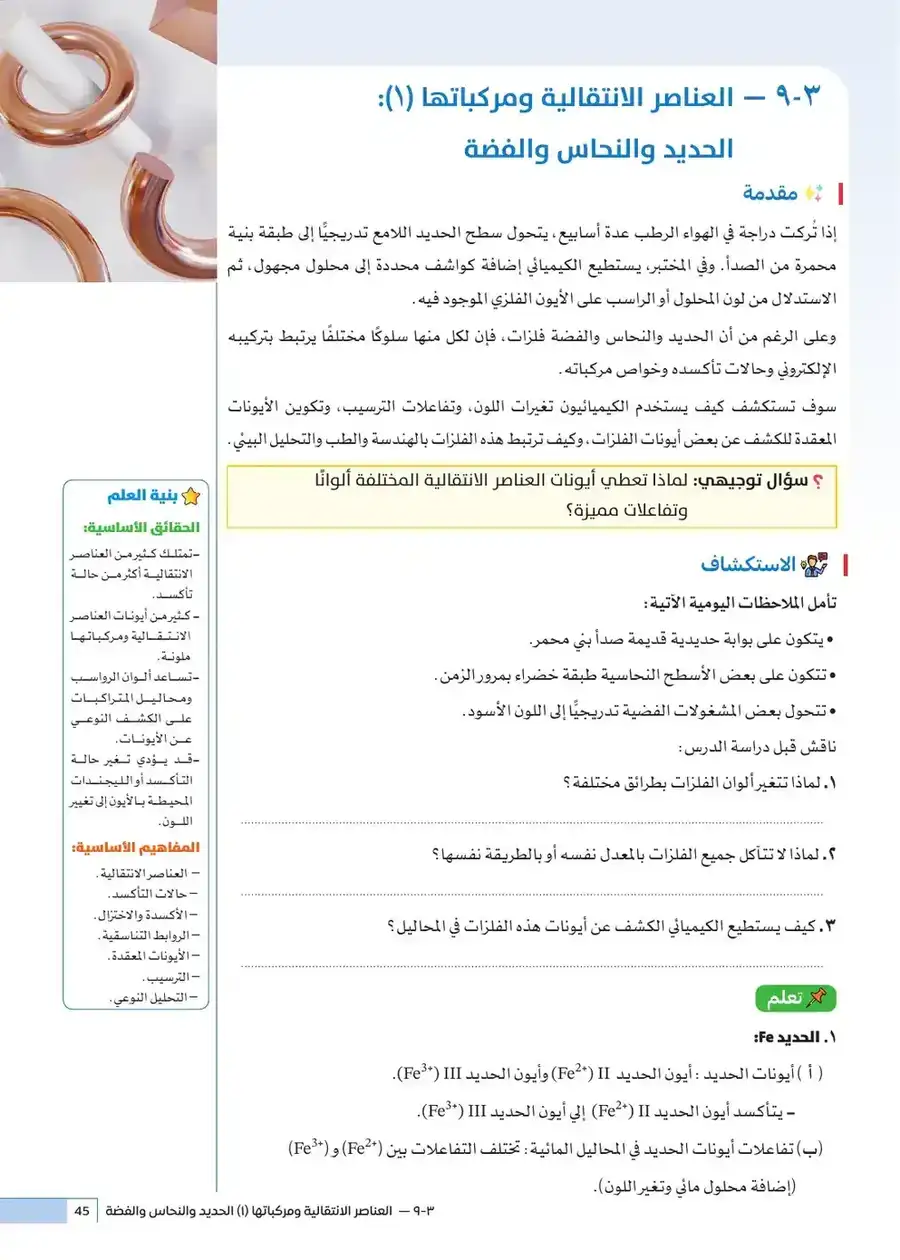 ٣-٩ — العناصر الانتقالية ومركباتها (١):
الحديد والنحاس والفضة
مقدمة
إذا تُركت دراجة في الهواء الرطب عدة أسابيع، يتحول سطح الحديد اللامع تدريجيًا إلى طبقة بنية
محمرة من الصدأ. وفي المختبر، يستطيع الكيميائي إضافة كواشف محددة إلى محلول مجهول، ثم
الاستدلال من لون المحلول أو الراسب على الأيون الفلزي الموجود فيه.
وعلى الرغم من أن الحديد والنحاس والفضة فلزات، فإن لكل منها سلوكًا مختلفًا يرتبط بتركيبه
الإلكتروني وحالات تأكسده وخواص مركباته.
سوف تستكشف كيف يستخدم الكيميائيون تغيرات اللون، وتفاعلات الترسيب، وتكوين الأيونات
المعقدة للكشف عن بعض أيونات الفلزات، وكيف ترتبط هذه الفلزات بالهندسة والطب والتحليل البيئي.
؟ سؤال توجيهي: لماذا تعطي أيونات العناصر الانتقالية المختلفة ألوانًا
وتفاعلات مميزة؟
الاستكشاف
تأمل الملاحظات اليومية الآتية:
• يتكون على بوابة حديدية قديمة صدأ بني محمر.
• تتكون على بعض الأسطح النحاسية طبقة خضراء بمرور الزمن.
• تتحول بعض المشغولات الفضية تدريجيًا إلى اللون الأسود.
ناقش قبل دراسة الدرس:
١. لماذا تتغير ألوان الفلزات بطرائق مختلفة؟
٢. لماذا لا تتآكل جميع الفلزات بالمعدل نفسه أو بالطريقة نفسها؟
٣. كيف يستطيع الكيميائي الكشف عن أيونات هذه الفلزات في المحاليل؟
تعلم
١. الحديد Fe:
( أ ) أيونات الحديد : أيون الحديد II (Fe²⁺) وأيون الحديد III (Fe³⁺).
– يتأكسد أيون الحديد II (Fe²⁺) إلي أيون الحديد III (Fe³⁺).
(ب) تفاعلات أيونات الحديد في المحاليل المائية : تختلف التفاعلات بين (Fe²⁺) و (Fe³⁺)
(إضافة محلول مائي وتغير اللون).
بنية العلم
الحقائق الأساسية:
-تمتلك كثير من العناصر
الانتقالية أكثر من حالة
تأكسد.
- كثير من أيونات العناصر
الانتقالية ومركباتها
ملونة.
-تساعد ألوان الرواسب
ومحاليل المتراكبات
على الكشف النوعي
عن الأيونات.
-قد يؤدي تغير حالة
التأكسد أو الليجندات
المحيطة بالأيون إلى تغيير
اللون.
المفاهيم الأساسية:
– العناصر الانتقالية.
– حالات التأكسد.
– الأكسدة والاختزال.
– الروابط التناسقية.
– الأيونات المعقدة.
– الترسيب.
– التحليل النوعي.
٣-٩ — العناصر الانتقالية ومركباتها (١) الحديد والنحاس والفضة
45